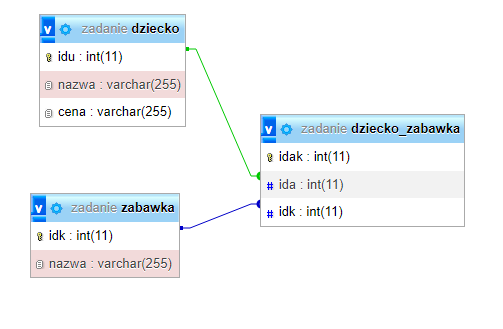 zadanie dziecko
idu : int(11)
nazwa : varchar(255)
cena : varchar(255)
zadanie dziecko_zabawka
idak : int(11)
ida : int(11)
idk : int(11)
zadanie zabawka
idk : int(11)
nazwa : varchar(255)